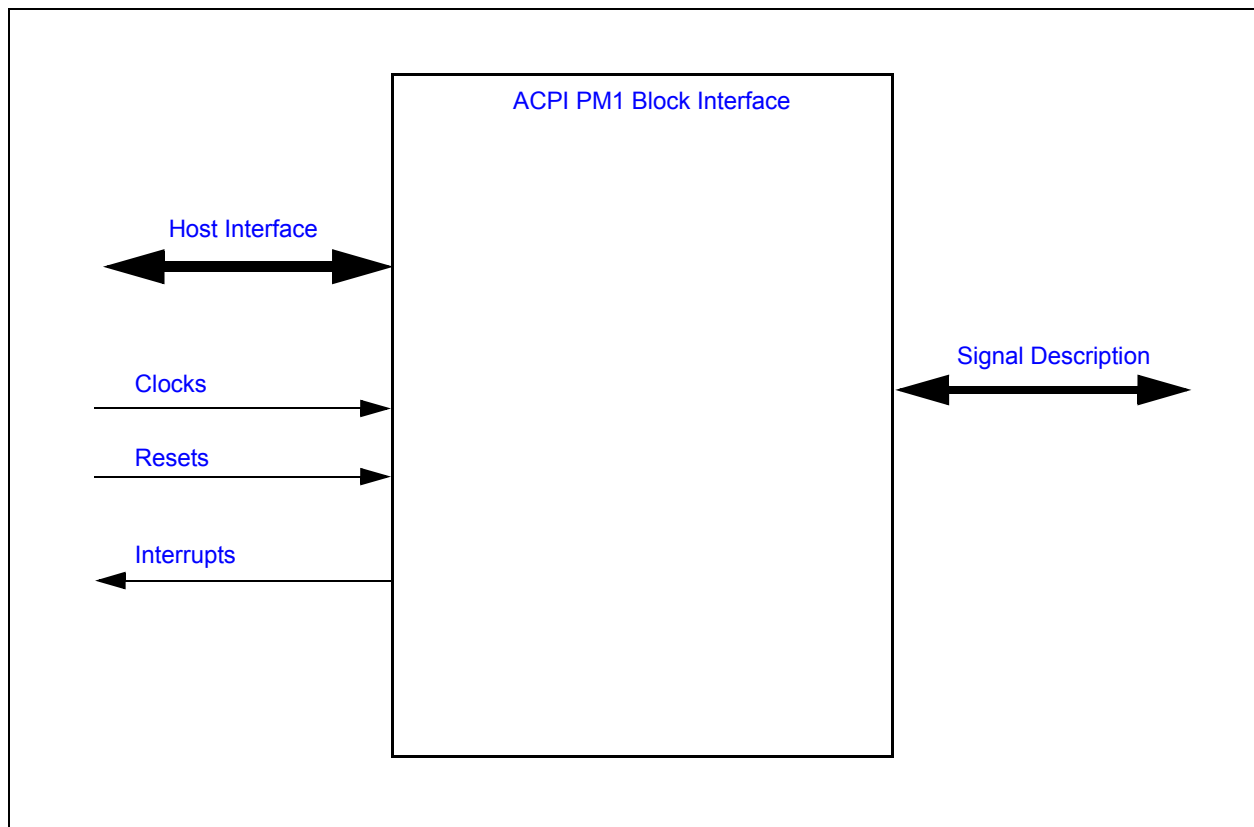 ACPI PM1 Block Interface
Host Interface
Signal Description
Clocks
Resets
Interrupts